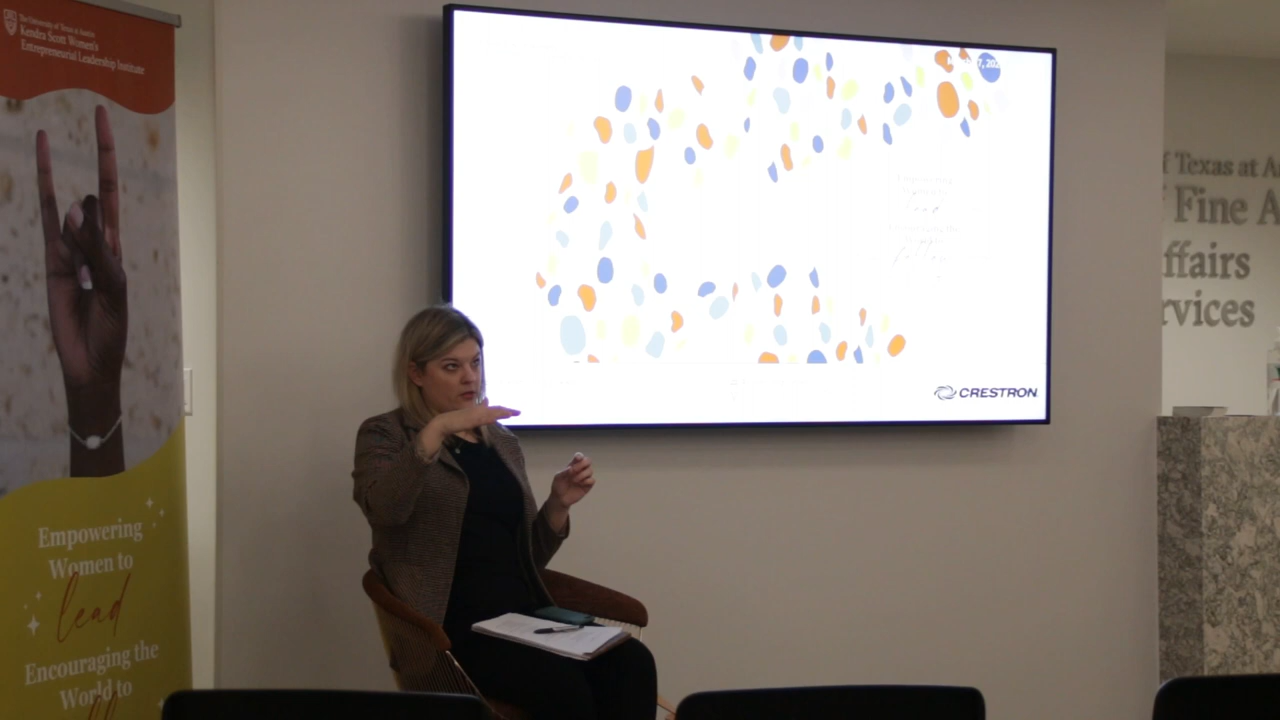 The University of Texas at Austin
Kendra Scott Women's
Entrepreneurial Leadership Institute
Empowering
Women to
lead
Encouraging the
World to
CRESTRON
f Texas at A
Fine A
ffairs
rvices